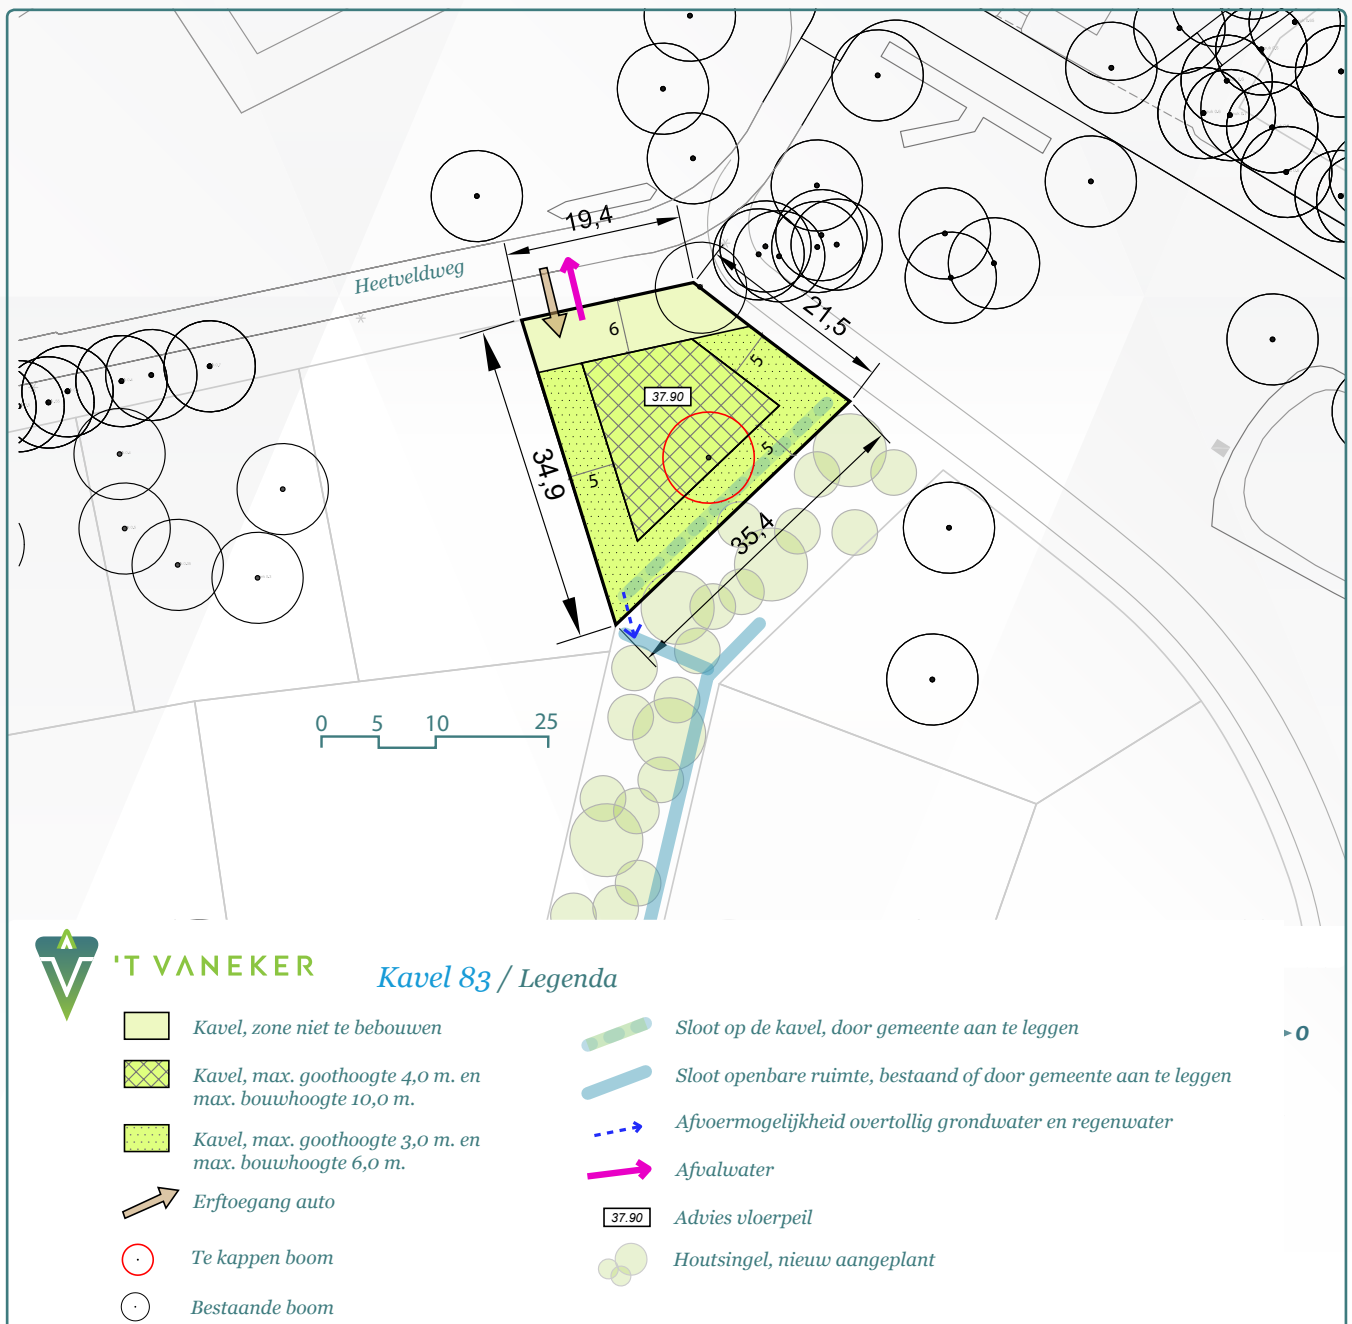 19,4
Heetveldweg
21,5
6
5
37.90
34,9
5
5
35,4
0 5 10 25
'T VANEKER
Kavel 83 / Legenda
Kavel, zone niet te bebouwen
Kavel, max. goothoogte 4,0 m. en
max. bouwhoogte 10,0 m.
Kavel, max. goothoogte 3,0 m. en
max. bouwhoogte 6,0 m.
Erftoegang auto
Te kappen boom
Bestaande boom
Sloot op de kavel, door gemeente aan te leggen
Sloot openbare ruimte, bestaand of door gemeente aan te leggen
Afvoermogelijkheid overtollig grondwater en regenwater
Afvalwater
37.90 Advies vloerpeil
Houtsingel, nieuw aangeplant
O